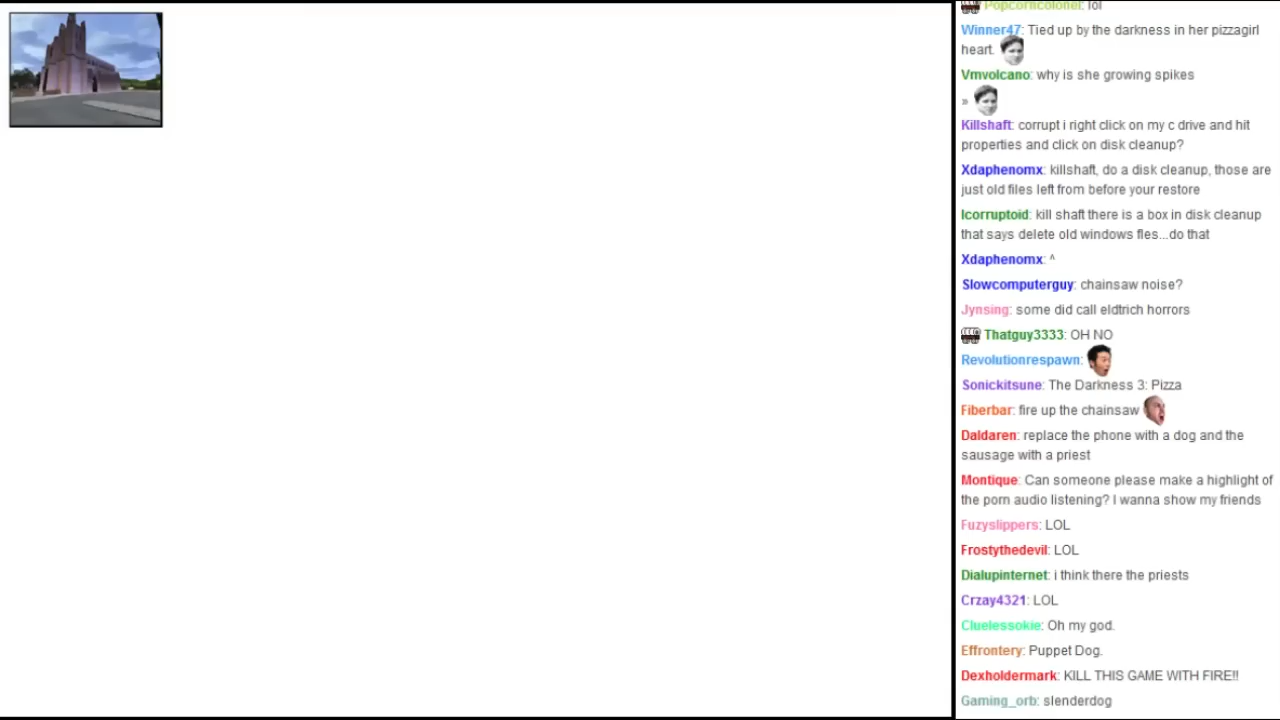 Popcorncolonel: lol
Winner47: Tied up by the darkness in her pizzagirl
heart.
Vmvolcano: why is she growing spikes
»
Killshaft: corrupt i right click on my c drive and hit
properties and click on disk cleanup?
Xdaphenomx: killshaft, do a disk cleanup, those are
just old files left from before your restore
Icorruptoid: kill shaft there is a box in disk cleanup
that says delete old windows fles...do that
Xdaphenomx: ^
Slowcomputerguy: chainsaw noise?
Jynsing: some did call eldtrich horrors
Thatguy3333: OH NO
Revolutionrespawn:
Sonickitsune: The Darkness 3: Pizza
Fiberbar: fire up the chainsaw
Daldaren: replace the phone with a dog and the
sausage with a priest
Montique: Can someone please make a highlight of
the porn audio listening? I wanna show my friends
Fuzyslippers: LOL
Frostythedevil: LOL
Dialupinternet: i think there the priests
Crzay4321: LOL
Cluelessokie: Oh my god.
Effrontery: Puppet Dog.
Dexholdermark: KILL THIS GAME WITH FIRE!!
Gaming_orb: slenderdog